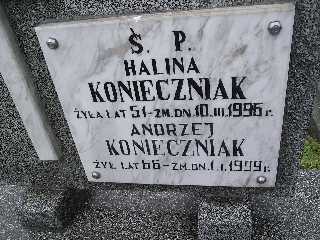 Ś. P.
HALINA
KONIECZNIAK
ŻYŁA LAT 51-ZM.DN.10.III.1996 r.
ANDRZEJ
KONIECZNIAK
ŻYŁ LAT 66-ZM.DN.1.I.1999 r.